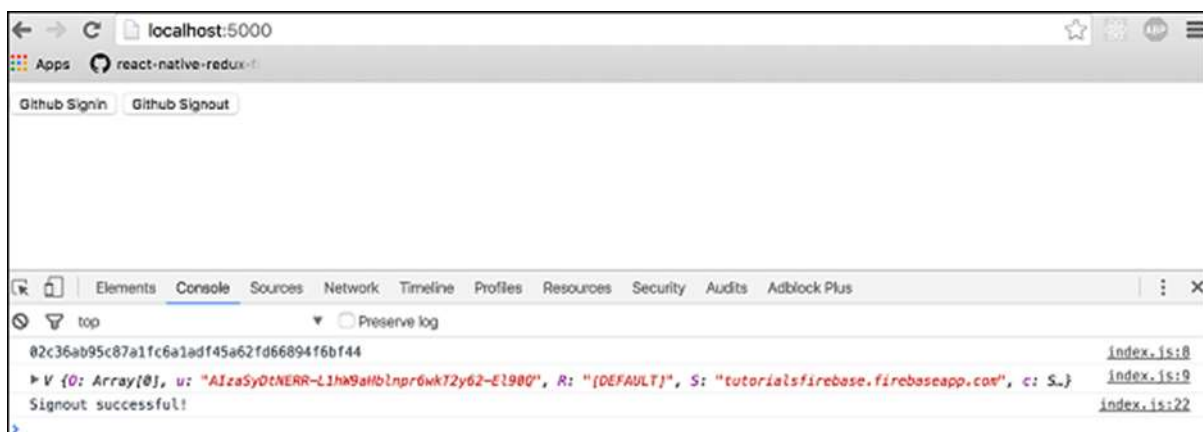 localhost:5000
Apps react-native-redux-f
Github Signin Github Signout
Elements Console Sources Network Timeline Profiles Resources Security Audits Adblock Plus
top Preserve log
02c36ab95c87a1fc6a1adf45a62fd66894f6bf44 index.js:8
V {O: Array[0], u: "AIzaSyDtNERR-L1hW9aHblnpr6wkT2y62-El98Q", R: "[DEFAULT]", S: "tutorialsfirebase.firebaseapp.com", c: S…} index.js:9
Signout successful! index.js:22